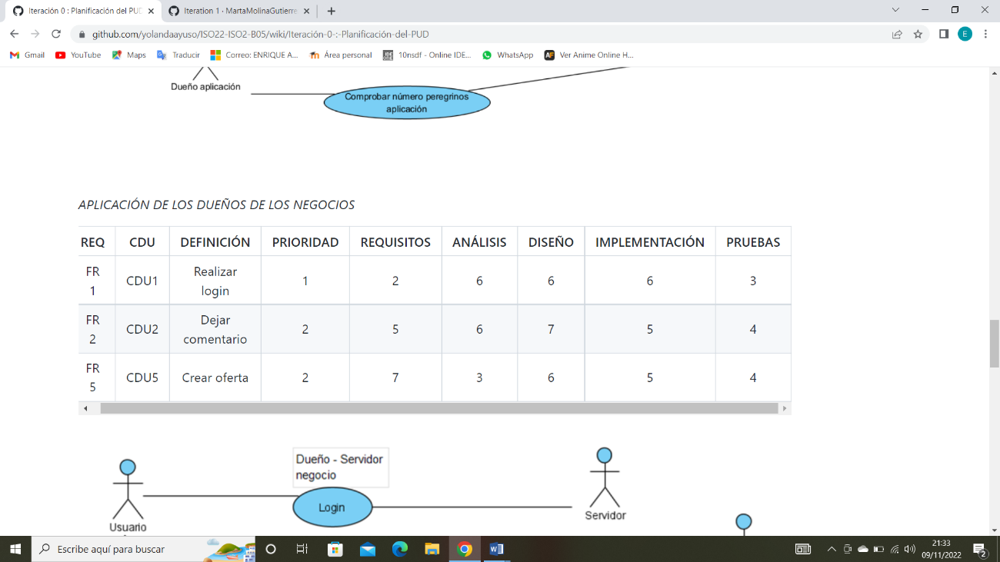 Iteración 0 : Planificación del PUD
Iteration 1 · MartaMolinaGutierre
github.com/yolandaayuso/ISO22-ISO2-B05/wiki/Iteración-0-:-Planificación-del-PUD
E
Gmail YouTube Maps Traducir Correo: ENRIQUE A... Área personal 10nsdf - Online IDE... WhatsApp Ver Anime Online H...
Dueño aplicación
Comprobar número peregrinos
aplicación
APLICACIÓN DE LOS DUEÑOS DE LOS NEGOCIOS
REQ CDU DEFINICIÓN PRIORIDAD REQUISITOS ANÁLISIS DISEÑO IMPLEMENTACIÓN PRUEBAS
FR 1 CDU1 Realizar login 1 2 6 6 6 3
FR 2 CDU2 Dejar comentario 2 5 6 7 5 4
FR 5 CDU5 Crear oferta 2 7 3 6 5 4
Dueño - Servidor
negocio
Login
Usuario
Servidor
Escribe aquí para buscar
21:33
09/11/2022
2